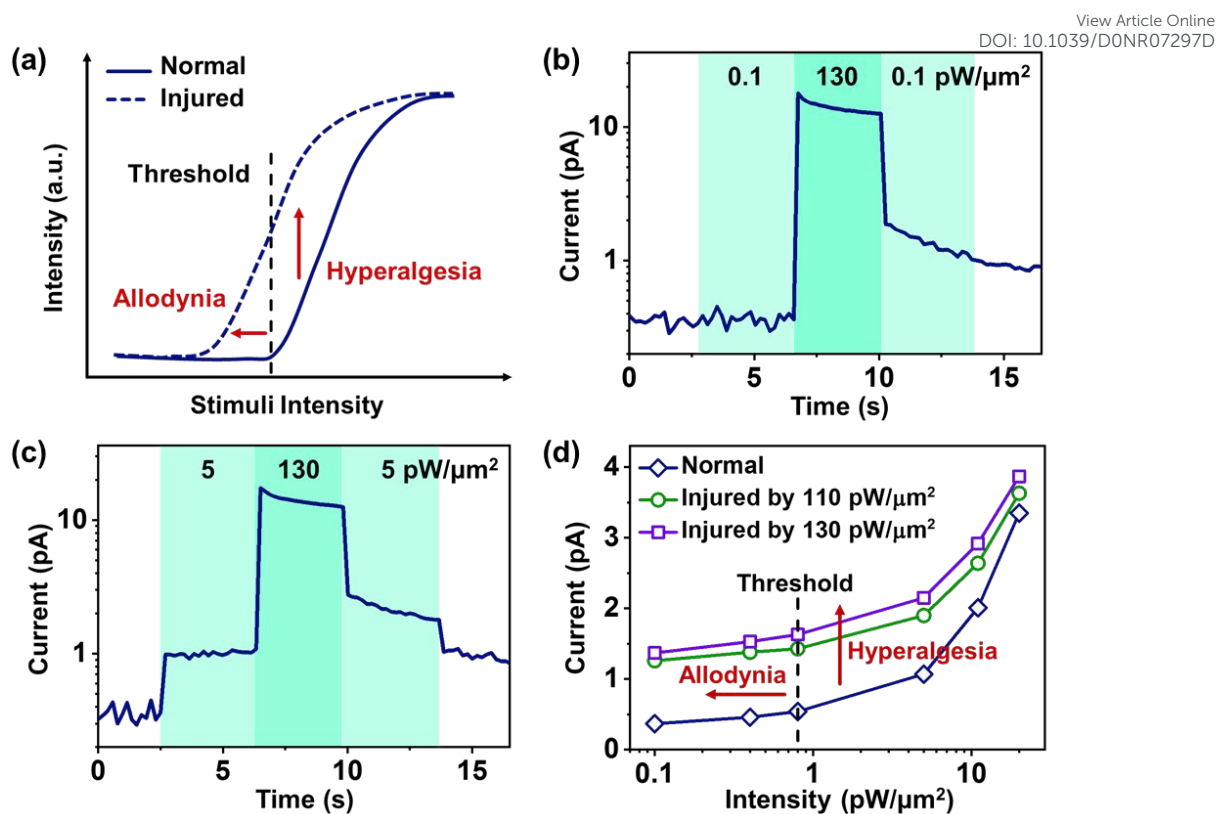 View Article Online
DOI: 10.1039/D0NR07297D
(a)
Normal
Injured
Threshold
Hyperalgesia
Allodynia
Intensity (a.u.)
Stimuli Intensity
(b)
0.1 130 0.1 pW/µm²
10
1
Current (pA)
0 5 10 15
Time (s)
(c)
5 130 5 pW/µm²
10
1
Current (pA)
0 5 10 15
Time (s)
(d)
Normal
Injured by 110 pW/µm²
Injured by 130 pW/µm²
Threshold
Hyperalgesia
Allodynia
4
3
2
1
0
Current (pA)
0.1 1 10
Intensity (pW/µm²)